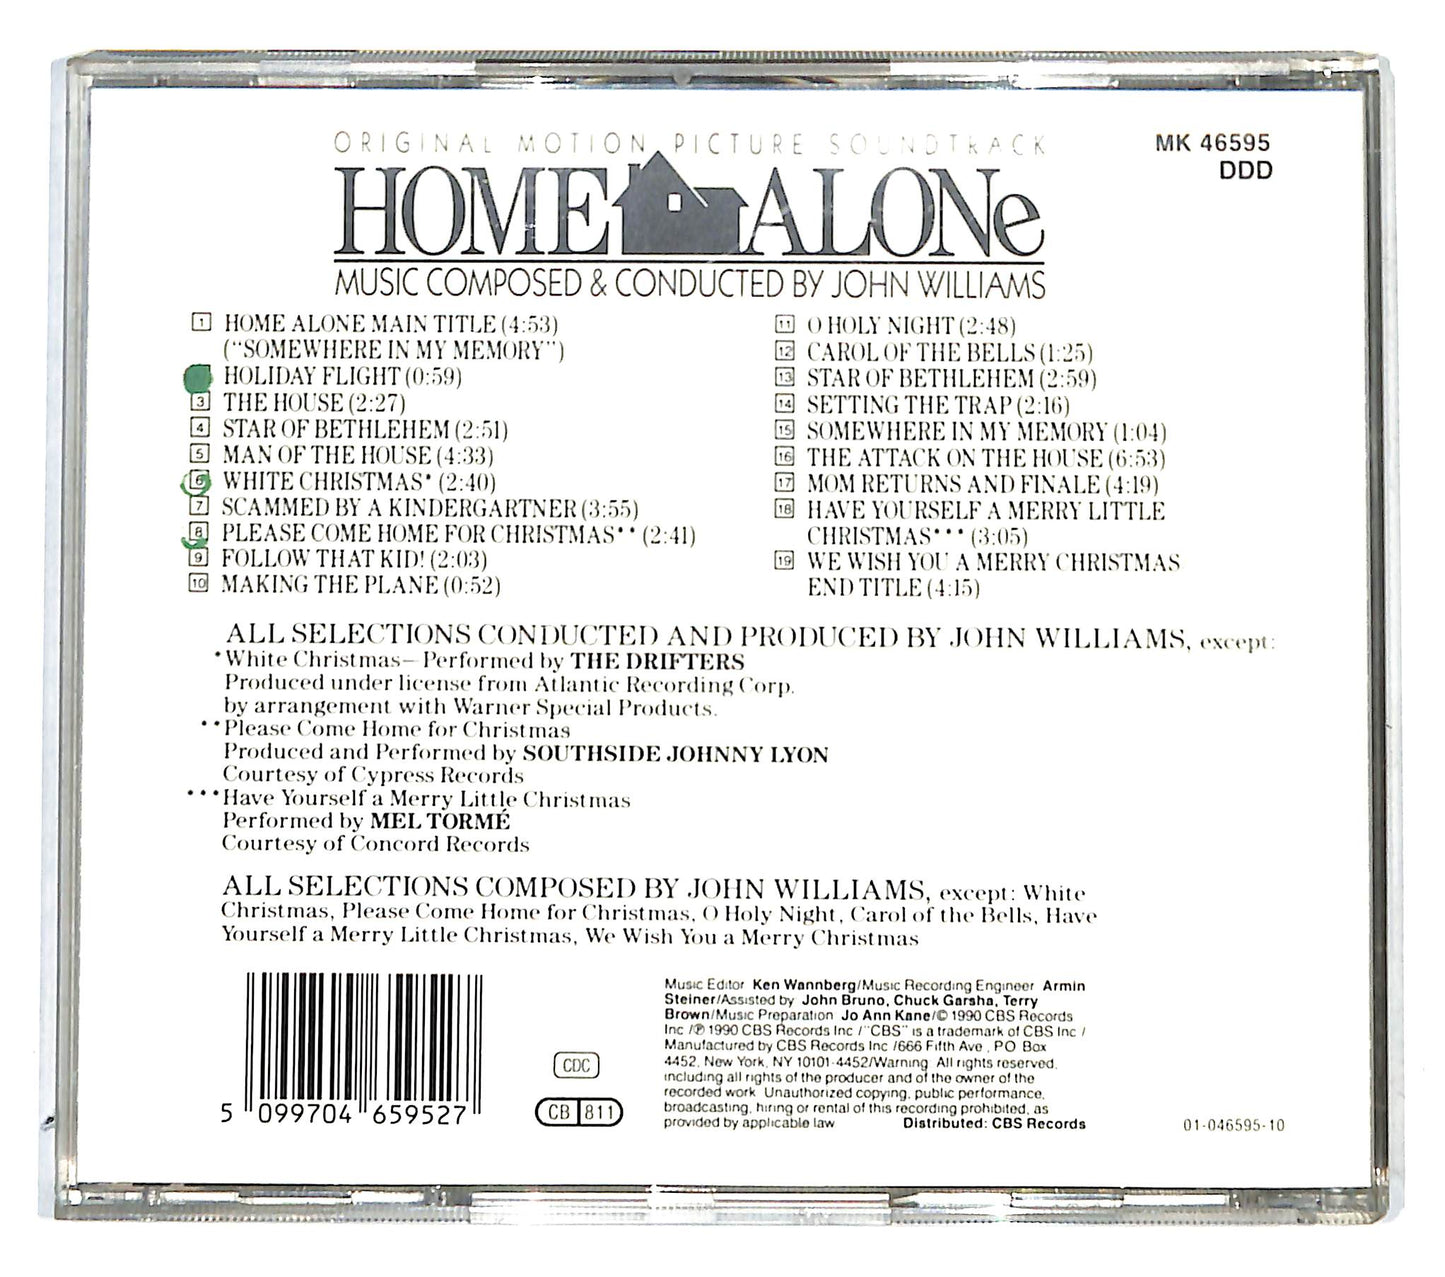 ORIGINAL MOTION PICTURE SOUNDTRACK
MK 46595
DDD
HOME ALONe
MUSIC COMPOSED & CONDUCTED BY JOHN WILLIAMS
1 HOME ALONE MAIN TITLE (4:53)
("SOMEWHERE IN MY MEMORY")
HOLIDAY FLIGHT (0:59)
3 THE HOUSE (2:27)
4 STAR OF BETHLEHEM (2:51)
5 MAN OF THE HOUSE (4:33)
6 WHITE CHRISTMAS* (2:40)
7 SCAMMED BY A KINDERGARTNER (3:55)
8 PLEASE COME HOME FOR CHRISTMAS** (2:41)
9 FOLLOW THAT KID! (2:03)
10 MAKING THE PLANE (0:52)
11 O HOLY NIGHT (2:48)
12 CAROL OF THE BELLS (1:25)
13 STAR OF BETHLEHEM (2:59)
14 SETTING THE TRAP (2:16)
15 SOMEWHERE IN MY MEMORY (1:04)
16 THE ATTACK ON THE HOUSE (6:53)
17 MOM RETURNS AND FINALE (4:19)
18 HAVE YOURSELF A MERRY LITTLE
CHRISTMAS*** (3:05)
19 WE WISH YOU A MERRY CHRISTMAS
END TITLE (4:15)
ALL SELECTIONS CONDUCTED AND PRODUCED BY JOHN WILLIAMS, except:
*White Christmas—Performed by THE DRIFTERS
Produced under license from Atlantic Recording Corp.
by arrangement with Warner Special Products.
**Please Come Home for Christmas
Produced and Performed by SOUTHSIDE JOHNNY LYON
Courtesy of Cypress Records
***Have Yourself a Merry Little Christmas
Performed by MEL TORMÉ
Courtesy of Concord Records
ALL SELECTIONS COMPOSED BY JOHN WILLIAMS, except: White
Christmas, Please Come Home for Christmas, O Holy Night, Carol of the Bells, Have
Yourself a Merry Little Christmas, We Wish You a Merry Christmas
5 099704 659527
CDC
CB 811
Music Editor Ken Wannberg/Music Recording Engineer Armin
Steiner/Assisted by John Bruno, Chuck Garsha, Terry
Brown/Music Preparation Jo Ann Kane/© 1990 CBS Records
Inc./℗ 1990 CBS Records Inc./"CBS" is a trademark of CBS Inc./
Manufactured by CBS Records Inc./666 Fifth Ave., P.O. Box
4452, New York, NY 10101-4452/Warning: All rights reserved,
including all rights of the producer and of the owner of the
recorded work. Unauthorized copying, public performance,
broadcasting, hiring or rental of this recording prohibited, as
provided by applicable law. Distributed: CBS Records
01-046595-10